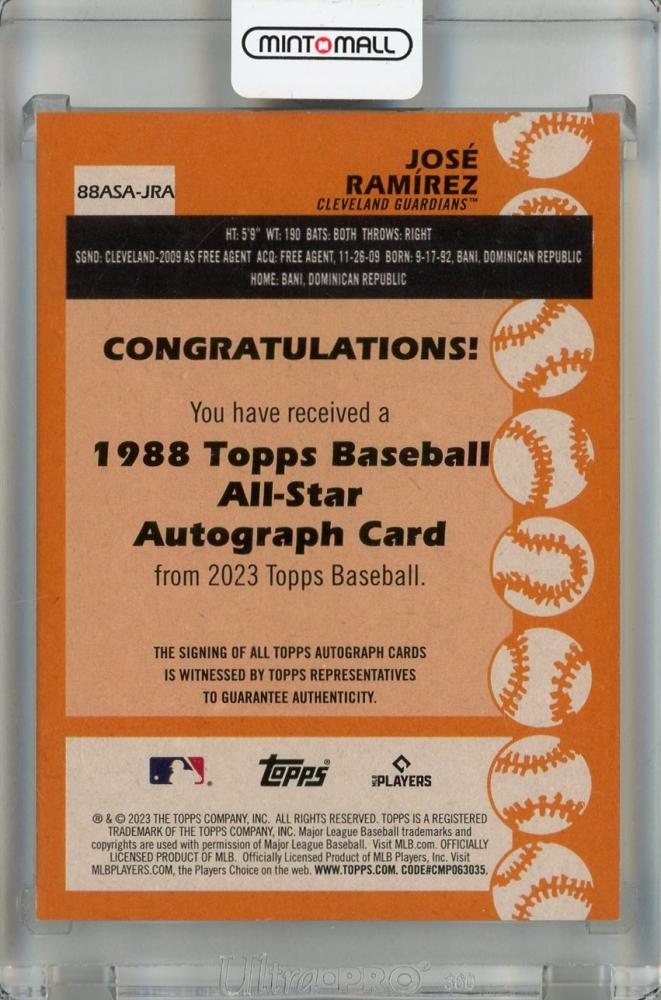 MINTOMALL
88ASA-JRA
JOSÉ
RAMÍREZ
CLEVELAND GUARDIANS™
HT: 5'9" WT: 190 BATS: BOTH THROWS: RIGHT
SGND: CLEVELAND-2009 AS FREE AGENT ACQ: FREE AGENT, 11-26-09 BORN: 9-17-92, BANI, DOMINICAN REPUBLIC
HOME: BANI, DOMINICAN REPUBLIC
CONGRATULATIONS!
You have received a
1988 Topps Baseball
All-Star
Autograph Card
from 2023 Topps Baseball.
THE SIGNING OF ALL TOPPS AUTOGRAPH CARDS
IS WITNESSED BY TOPPS REPRESENTATIVES
TO GUARANTEE AUTHENTICITY.
Topps®
MLB PLAYERS
® & © 2023 THE TOPPS COMPANY, INC. ALL RIGHTS RESERVED. TOPPS IS A REGISTERED
TRADEMARK OF THE TOPPS COMPANY, INC. Major League Baseball trademarks and
copyrights are used with permission of Major League Baseball. Visit MLB.com. OFFICIALLY
LICENSED PRODUCT OF MLB. Officially Licensed Product of MLB Players, Inc. Visit
MLBPLAYERS.COM, the Players Choice on the web. WWW.TOPPS.COM. CODE#CMP063035.
Ultra·PRO® 360